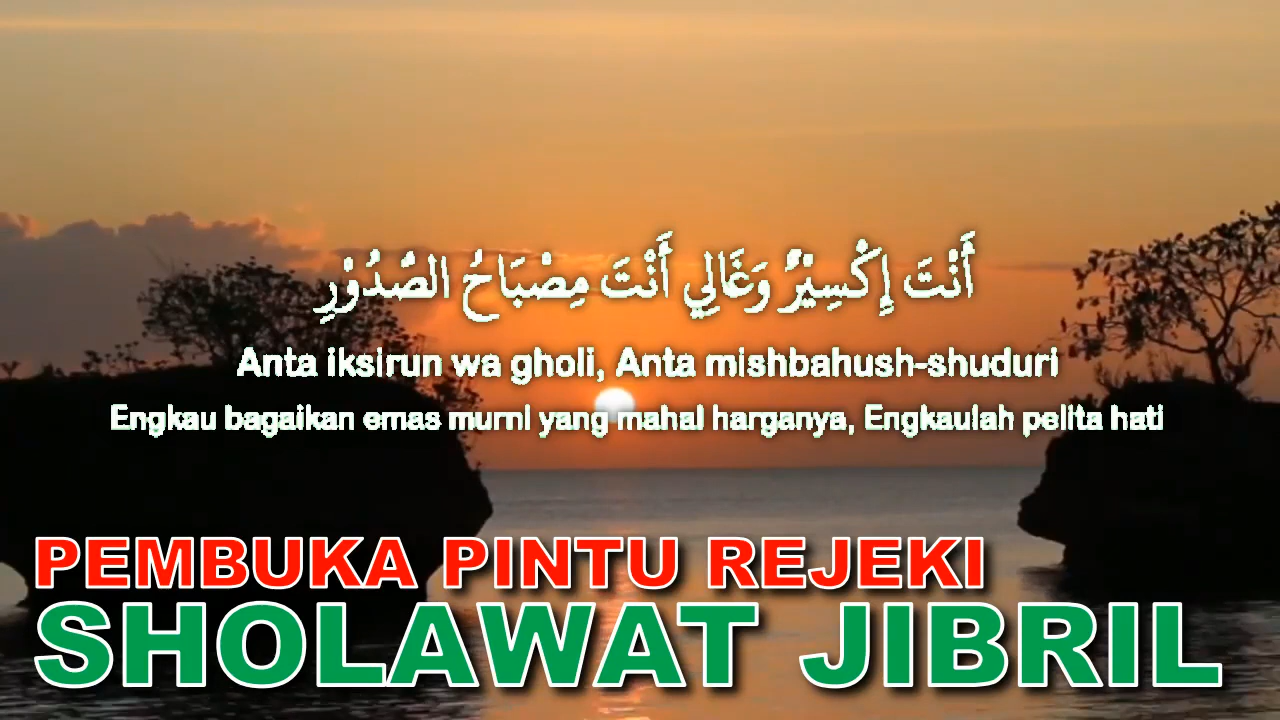 أَنْتَ إِكْسِيْرٌ وَغَالِي أَنْتَ مِصْبَاحُ الصُّدُوْرِ
Anta iksirun wa gholi, Anta mishbahush-shuduri
Engkau bagaikan emas murni yang mahal harganya, Engkaulah pelita hati
PEMBUKA PINTU REJEKI
SHOLAWAT JIBRIL